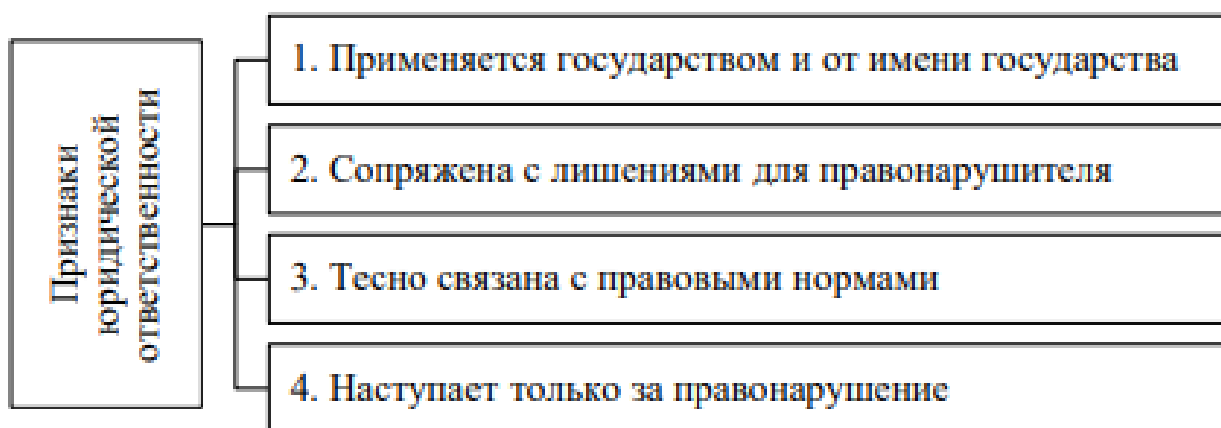 Признаки
юридической
ответственности
1. Применяется государством и от имени государства
2. Сопряжена с лишениями для правонарушителя
3. Тесно связана с правовыми нормами
4. Наступает только за правонарушение